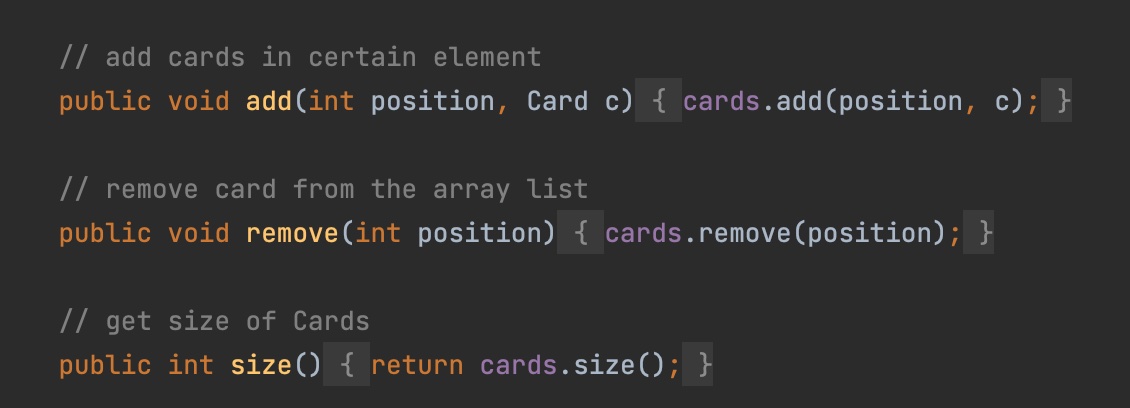 // add cards in certain element
public void add(int position, Card c) { cards.add(position, c); }
// remove card from the array list
public void remove(int position) { cards.remove(position); }
// get size of Cards
public int size() { return cards.size(); }